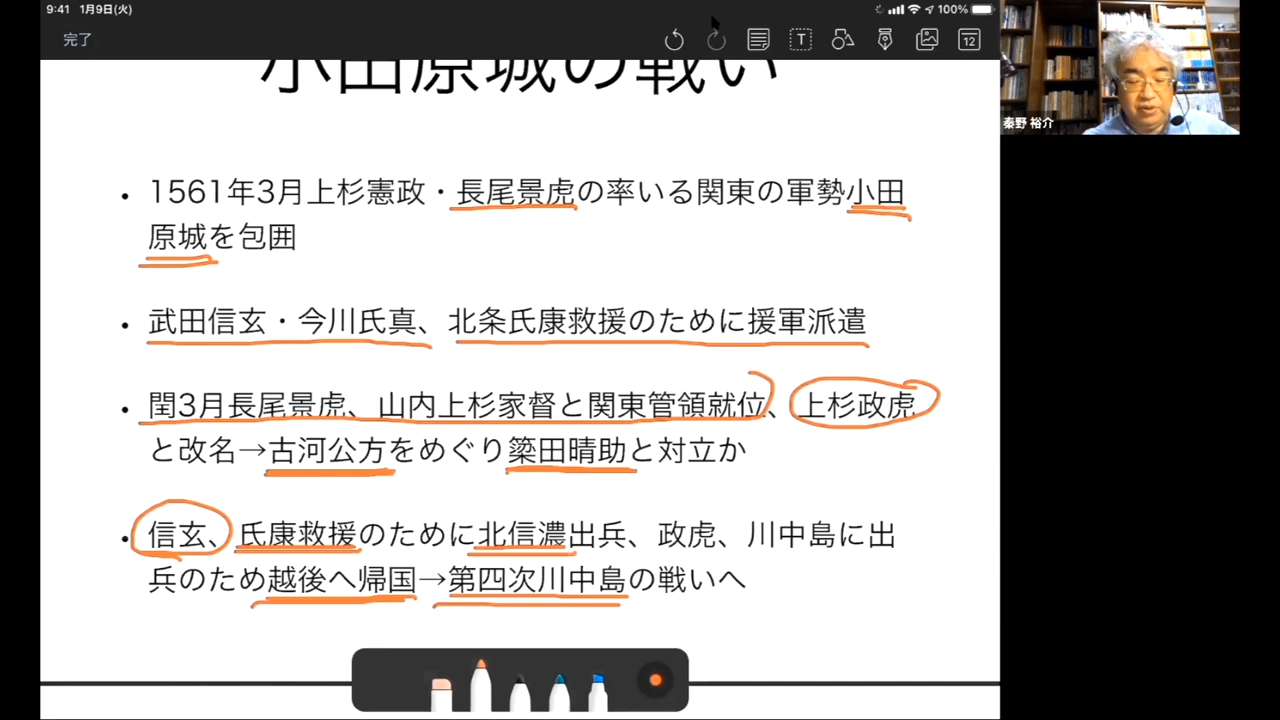 9:41 1月9日(火)
100%
完了
T
12
秦野 裕介
小田原城の戦い
• 1561年3月上杉憲政・長尾景虎の率いる関東の軍勢小田
原城を包囲
• 武田信玄・今川氏真、北条氏康救援のために援軍派遣
• 閏3月長尾景虎、山内上杉家督と関東管領就位、上杉政虎
と改名→古河公方をめぐり簗田晴助と対立か
• 信玄、氏康救援のために北信濃出兵、政虎、川中島に出
兵のため越後へ帰国→第四次川中島の戦いへ